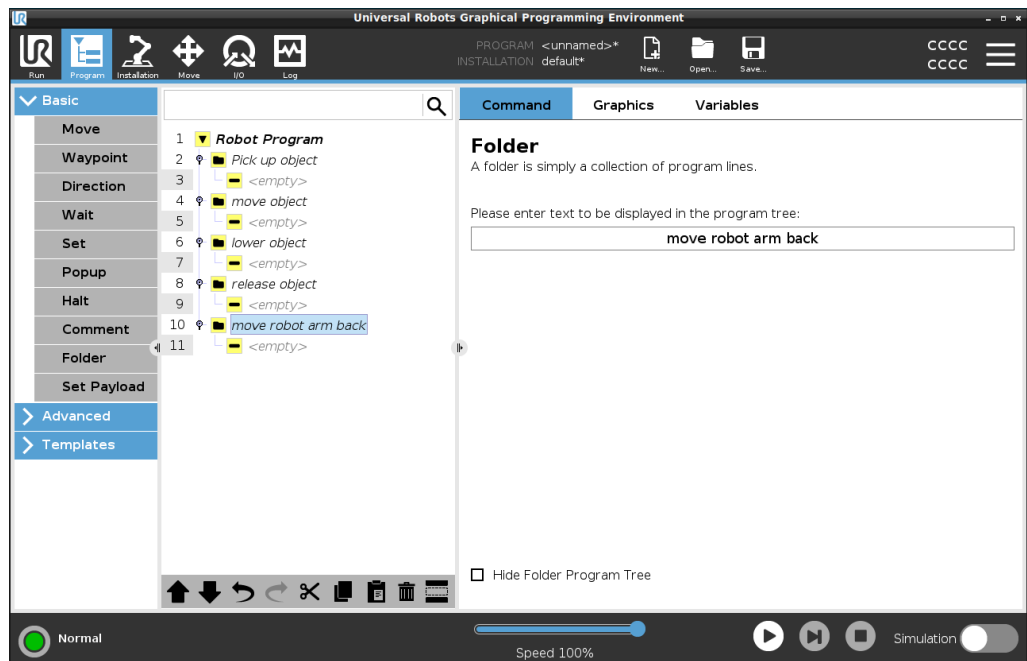 Universal Robots Graphical Programming Environment
Run
Program
Installation
Move
I/O
Log
PROGRAM <unnamed>*
INSTALLATION default*
New...
Open...
Save...
CCCC
CCCC
Basic
Move
Waypoint
Direction
Wait
Set
Popup
Halt
Comment
Folder
Set Payload
Advanced
Templates
1 Robot Program
2 Pick up object
3 <empty>
4 move object
5 <empty>
6 lower object
7 <empty>
8 release object
9 <empty>
10 move robot arm back
11 <empty>
Command Graphics Variables
Folder
A folder is simply a collection of program lines.
Please enter text to be displayed in the program tree:
move robot arm back
Hide Folder Program Tree
Normal
Speed 100%
Simulation